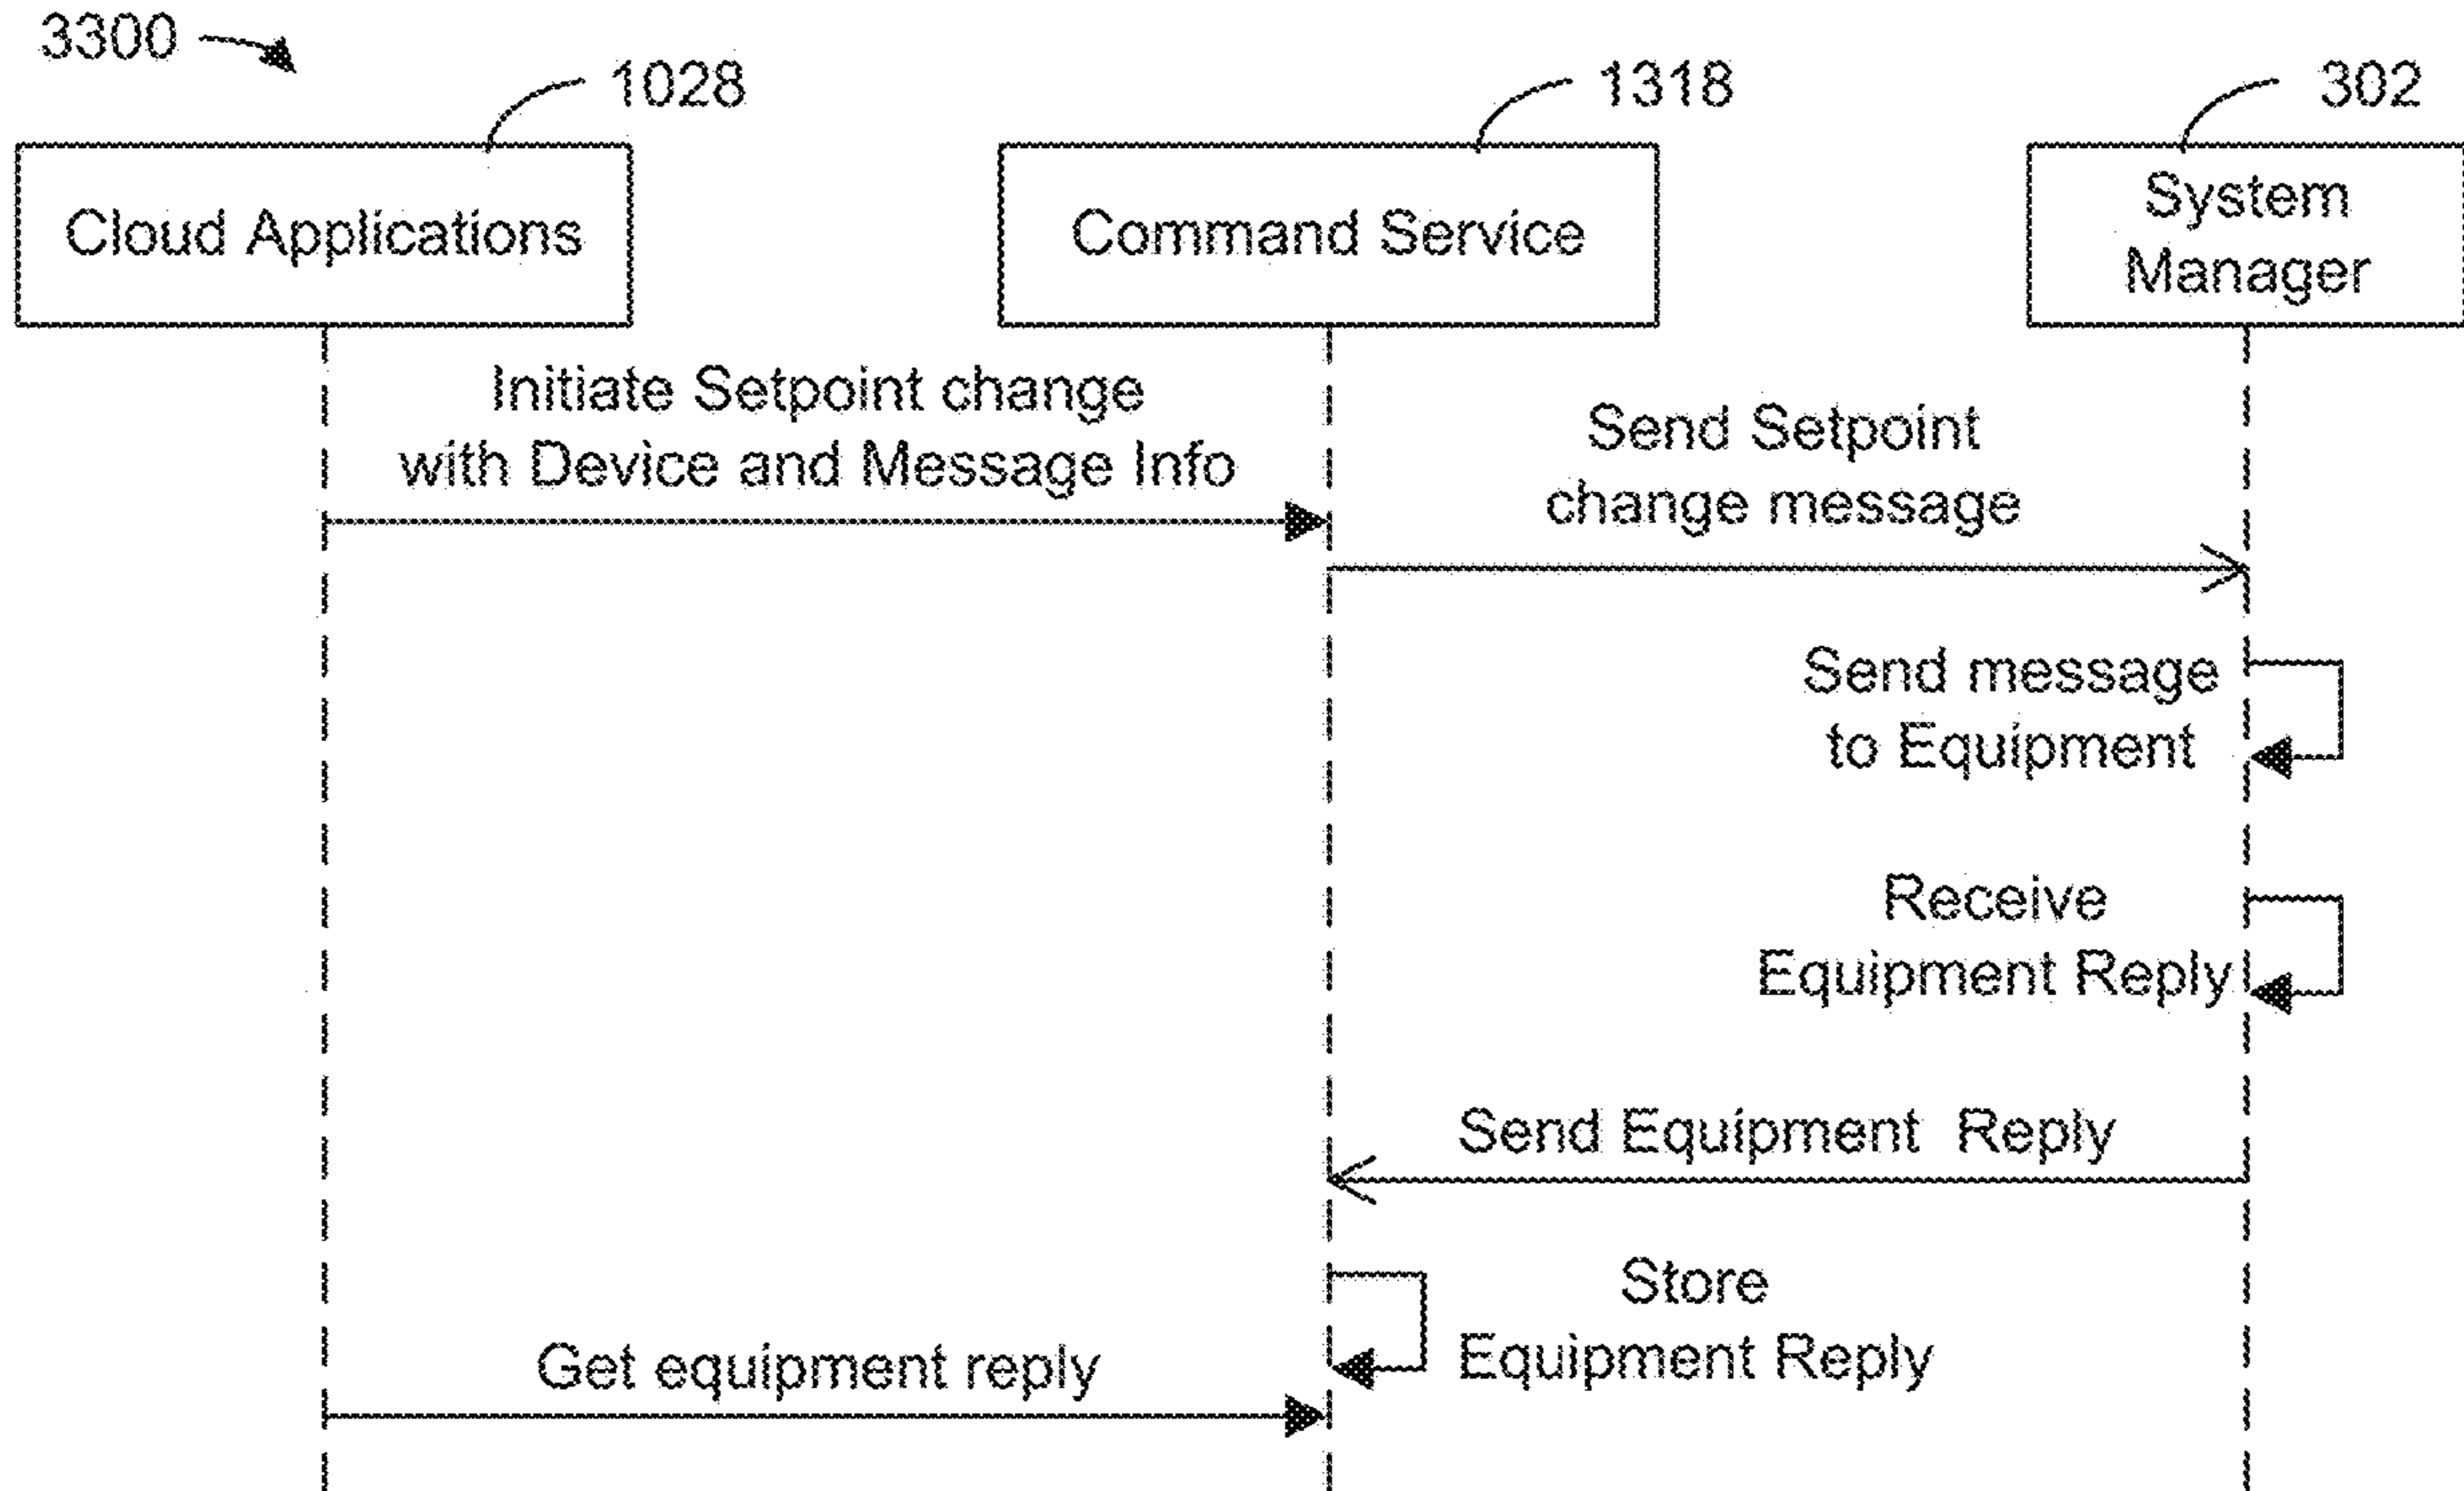 3300
1028
1318
302
Cloud Applications
Command Service
System
Manager
Initiate Setpoint change
with Device and Message Info
Send Setpoint
change message
Send message
to Equipment
Receive
Equipment Reply
Send Equipment Reply
Store
Equipment Reply
Get equipment reply